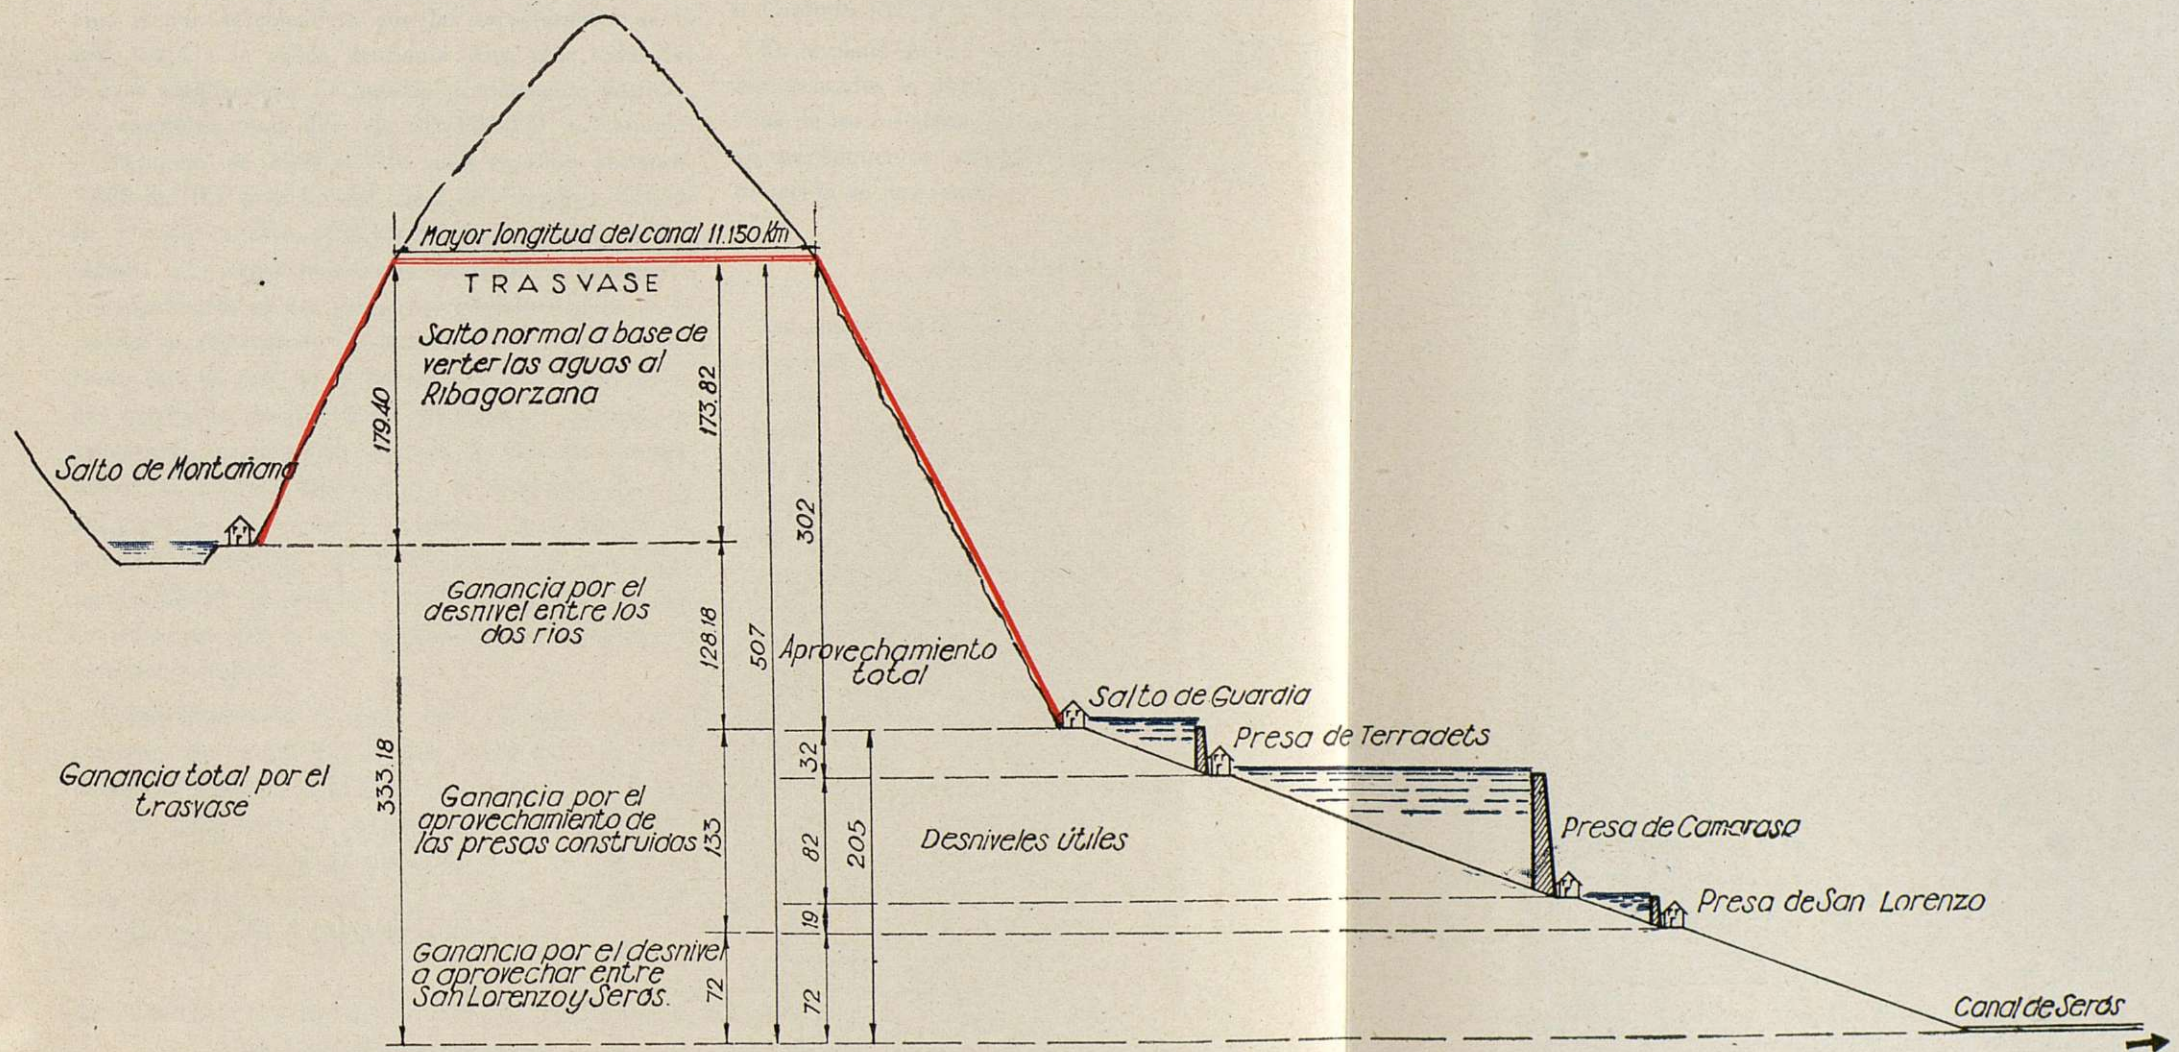 Mayor longitud del canal 11.150 Km
TRASVASE
Salto normal a base de
verter las aguas al
Ribagorzana
179.40
173.82
Salto de Montañana
302
Ganancia por el
desnivel entre los
dos rios
128.18
507
Aprovechamiento
total
Salto de Guardia
Presa de Terradets
32
Ganancia total por el
trasvase
333.18
Ganancia por el
aprovechamiento de
las presas construidas
133
82
205
Desniveles útiles
Presa de Camarasa
19
Presa de San Lorenzo
Ganancia por el desnivel
a aprovechar entre
San Lorenzo y Serós.
72
72
Canal de Serós